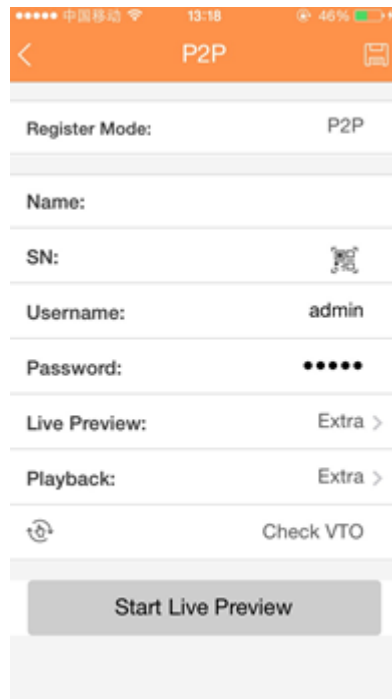 中国移动 13:18 46%
P2P
Register Mode: P2P
Name:
SN:
Username: admin
Password: •••••
Live Preview: Extra >
Playback: Extra >
Check VTO
Start Live Preview